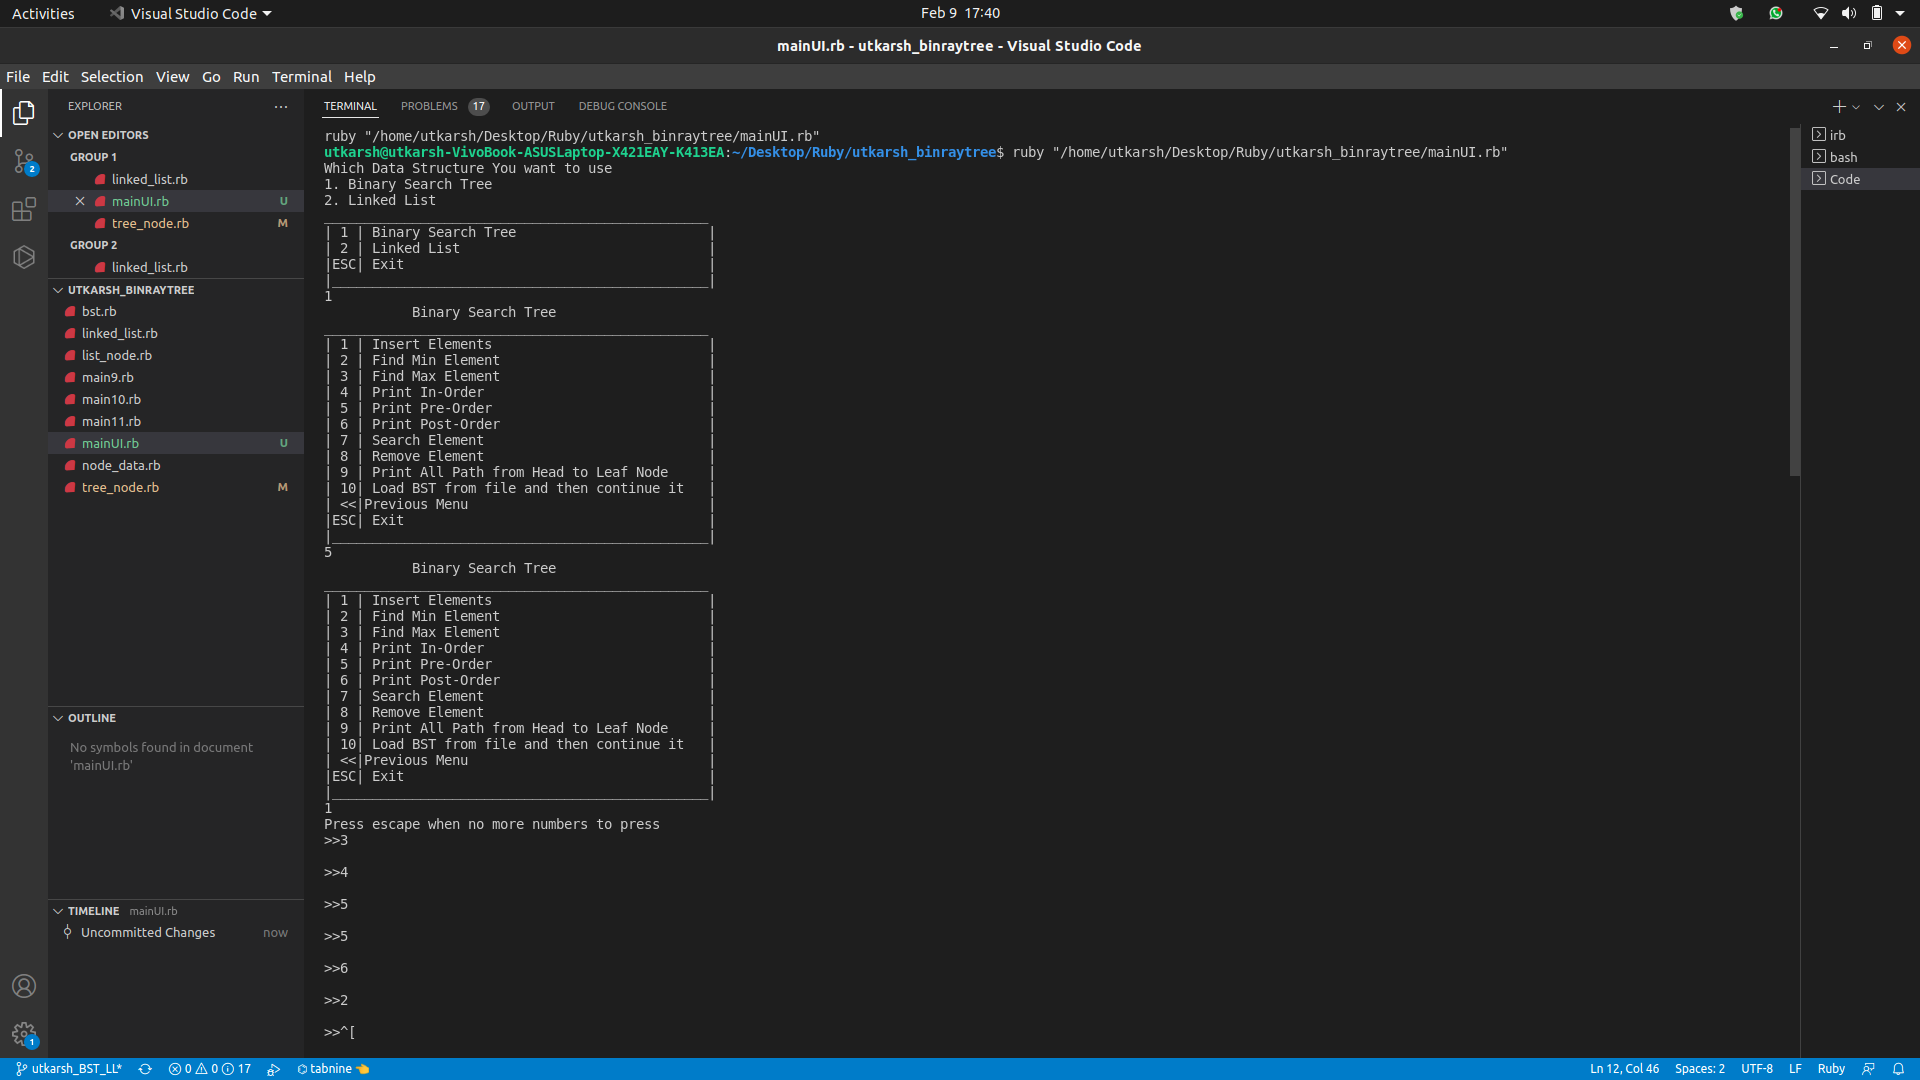 Activities
Visual Studio Code
Feb 9 17:40
mainUI.rb - utkarsh_binraytree - Visual Studio Code
File Edit Selection View Go Run Terminal Help
EXPLORER
OPEN EDITORS
GROUP 1
linked_list.rb
mainUI.rb U
tree_node.rb M
GROUP 2
linked_list.rb
UTKARSH_BINRAYTREE
bst.rb
linked_list.rb
list_node.rb
main9.rb
main10.rb
main11.rb
mainUI.rb U
node_data.rb
tree_node.rb M
OUTLINE
No symbols found in document
'mainUI.rb'
TIMELINE mainUI.rb
Uncommitted Changes now
2
1
TERMINAL PROBLEMS 17 OUTPUT DEBUG CONSOLE
ruby "/home/utkarsh/Desktop/Ruby/utkarsh_binraytree/mainUI.rb"
utkarsh@utkarsh-VivoBook-ASUSLaptop-X421EAY-K413EA:~/Desktop/Ruby/utkarsh_binraytree$ ruby "/home/utkarsh/Desktop/Ruby/utkarsh_binraytree/mainUI.rb"
Which Data Structure You want to use
1. Binary Search Tree
2. Linked List
________________________________________________
| 1 | Binary Search Tree                        |
| 2 | Linked List                               |
|ESC| Exit                                      |
|_______________________________________________|
1
Binary Search Tree
________________________________________________
| 1 | Insert Elements                           |
| 2 | Find Min Element                          |
| 3 | Find Max Element                          |
| 4 | Print In-Order                            |
| 5 | Print Pre-Order                           |
| 6 | Print Post-Order                          |
| 7 | Search Element                            |
| 8 | Remove Element                            |
| 9 | Print All Path from Head to Leaf Node     |
| 10| Load BST from file and then continue it   |
| <<|Previous Menu                              |
|ESC| Exit                                      |
|_______________________________________________|
5
Binary Search Tree
________________________________________________
| 1 | Insert Elements                           |
| 2 | Find Min Element                          |
| 3 | Find Max Element                          |
| 4 | Print In-Order                            |
| 5 | Print Pre-Order                           |
| 6 | Print Post-Order                          |
| 7 | Search Element                            |
| 8 | Remove Element                            |
| 9 | Print All Path from Head to Leaf Node     |
| 10| Load BST from file and then continue it   |
| <<|Previous Menu                              |
|ESC| Exit                                      |
|_______________________________________________|
1
Press escape when no more numbers to press
>>3
>>4
>>5
>>5
>>6
>>2
>>^[
irb
bash
Code
utkarsh_BST_LL* 0 0 17 tabnine
Ln 12, Col 46 Spaces: 2 UTF-8 LF Ruby